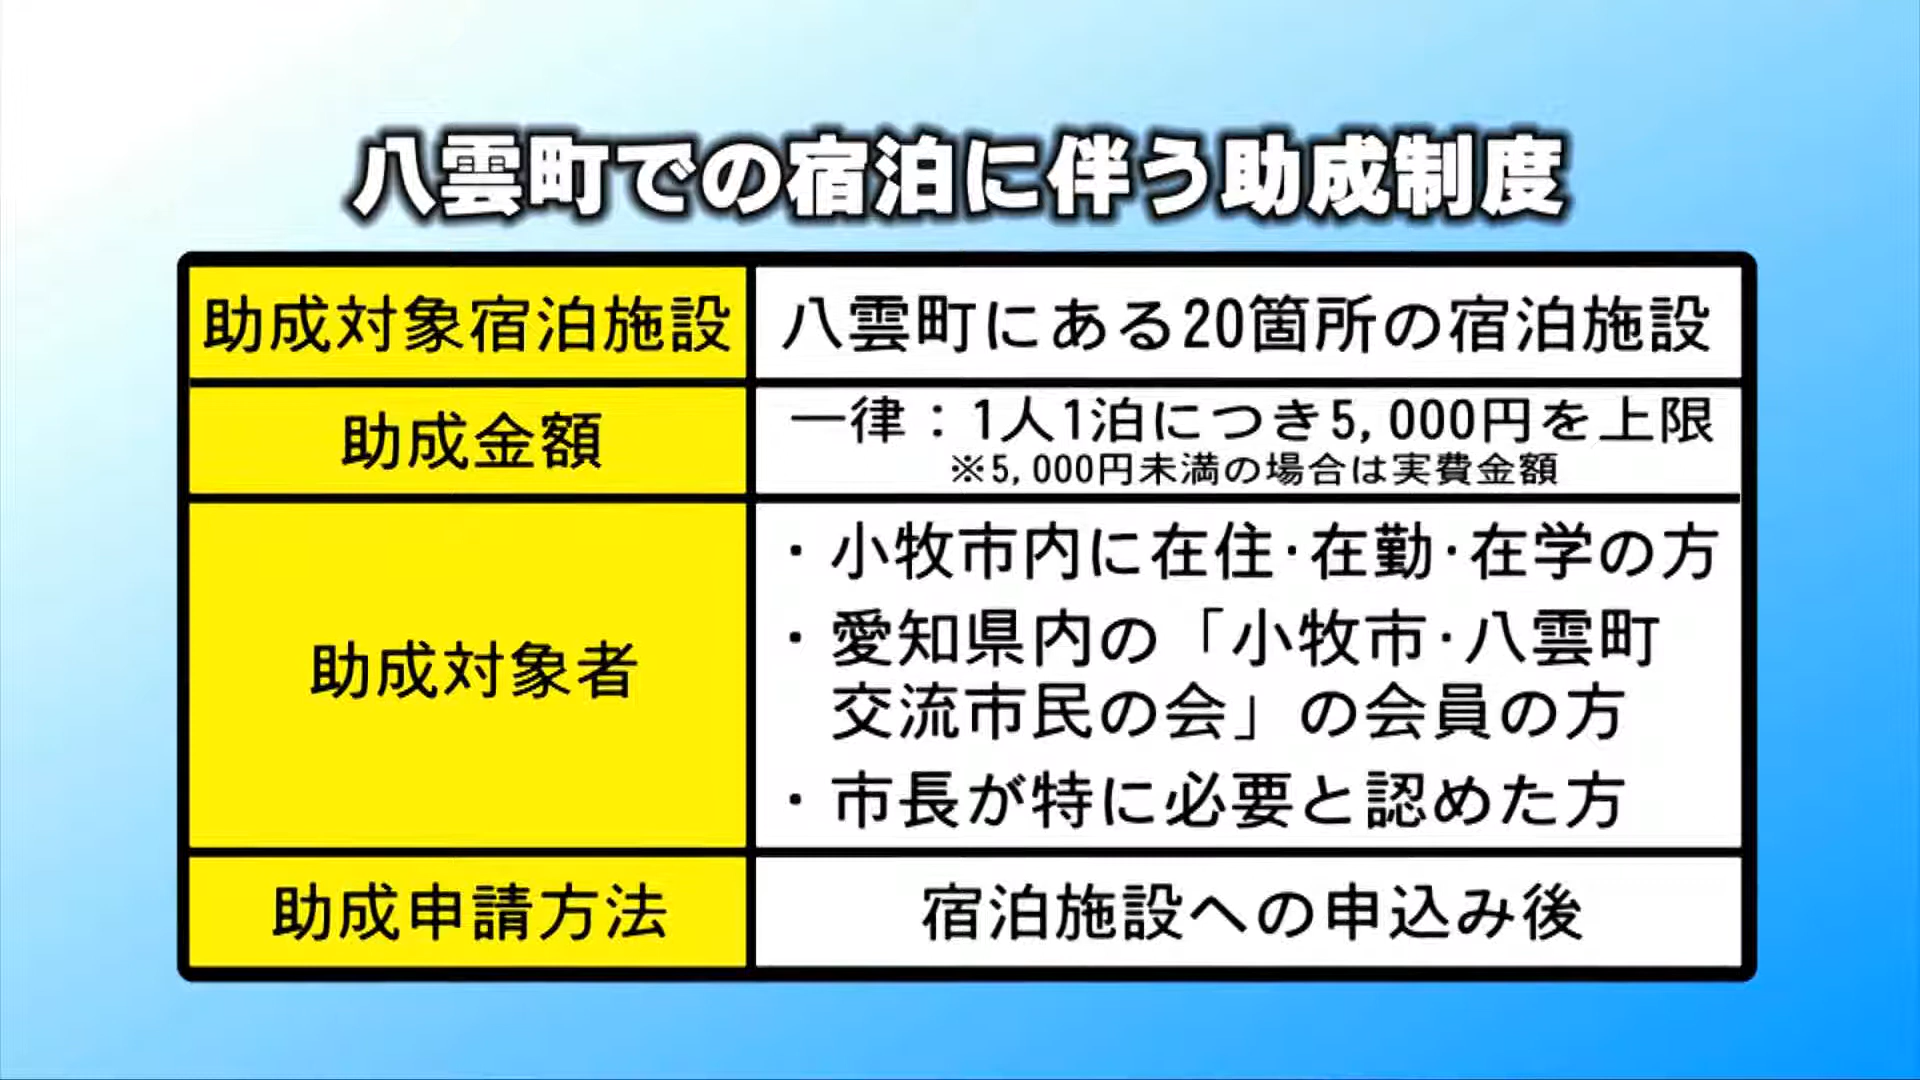 八雲町での宿泊に伴う助成制度
助成対象宿泊施設
八雲町にある20箇所の宿泊施設
助成金額
一律：1人1泊につき5,000円を上限
※5,000円未満の場合は実費金額
助成対象者
・小牧市内に在住･在勤･在学の方
・愛知県内の「小牧市･八雲町
交流市民の会」の会員の方
・市長が特に必要と認めた方
助成申請方法
宿泊施設への申込み後